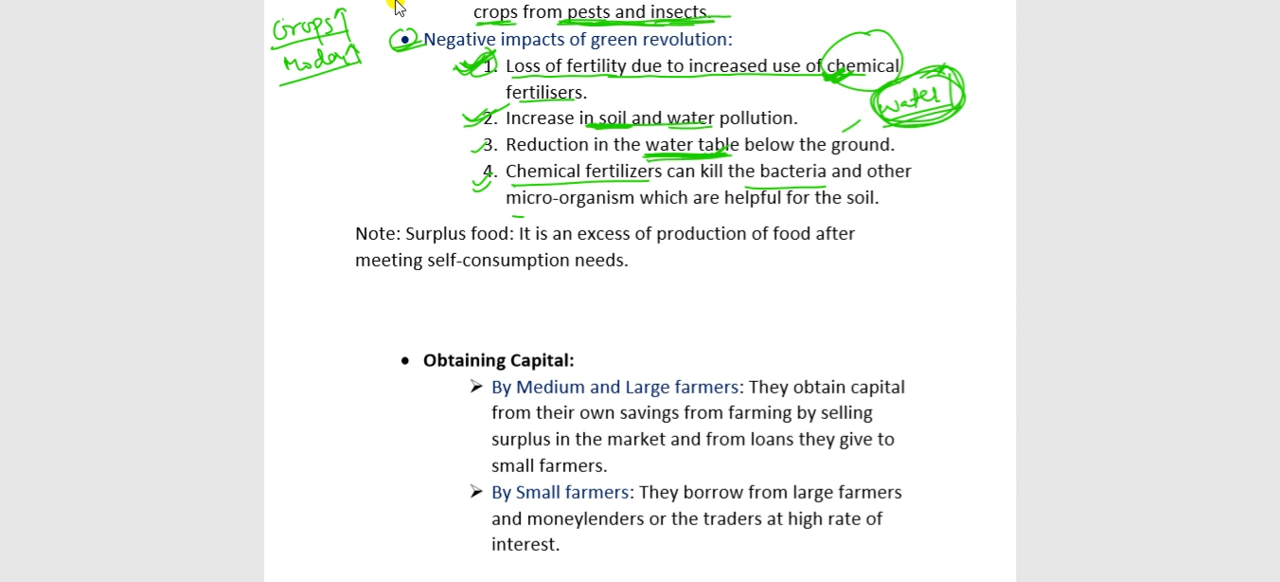 crops from pests and insects.
Crops↑
• Negative impacts of green revolution:
1. Loss of fertility due to increased use of chemical
fertilisers.
water
2. Increase in soil and water pollution.
3. Reduction in the water table below the ground.
4. Chemical fertilizers can kill the bacteria and other
micro-organism which are helpful for the soil.
Note: Surplus food: It is an excess of production of food after
meeting self-consumption needs.
• Obtaining Capital:
➢ By Medium and Large farmers: They obtain capital
from their own savings from farming by selling
surplus in the market and from loans they give to
small farmers.
➢ By Small farmers: They borrow from large farmers
and moneylenders or the traders at high rate of
interest.